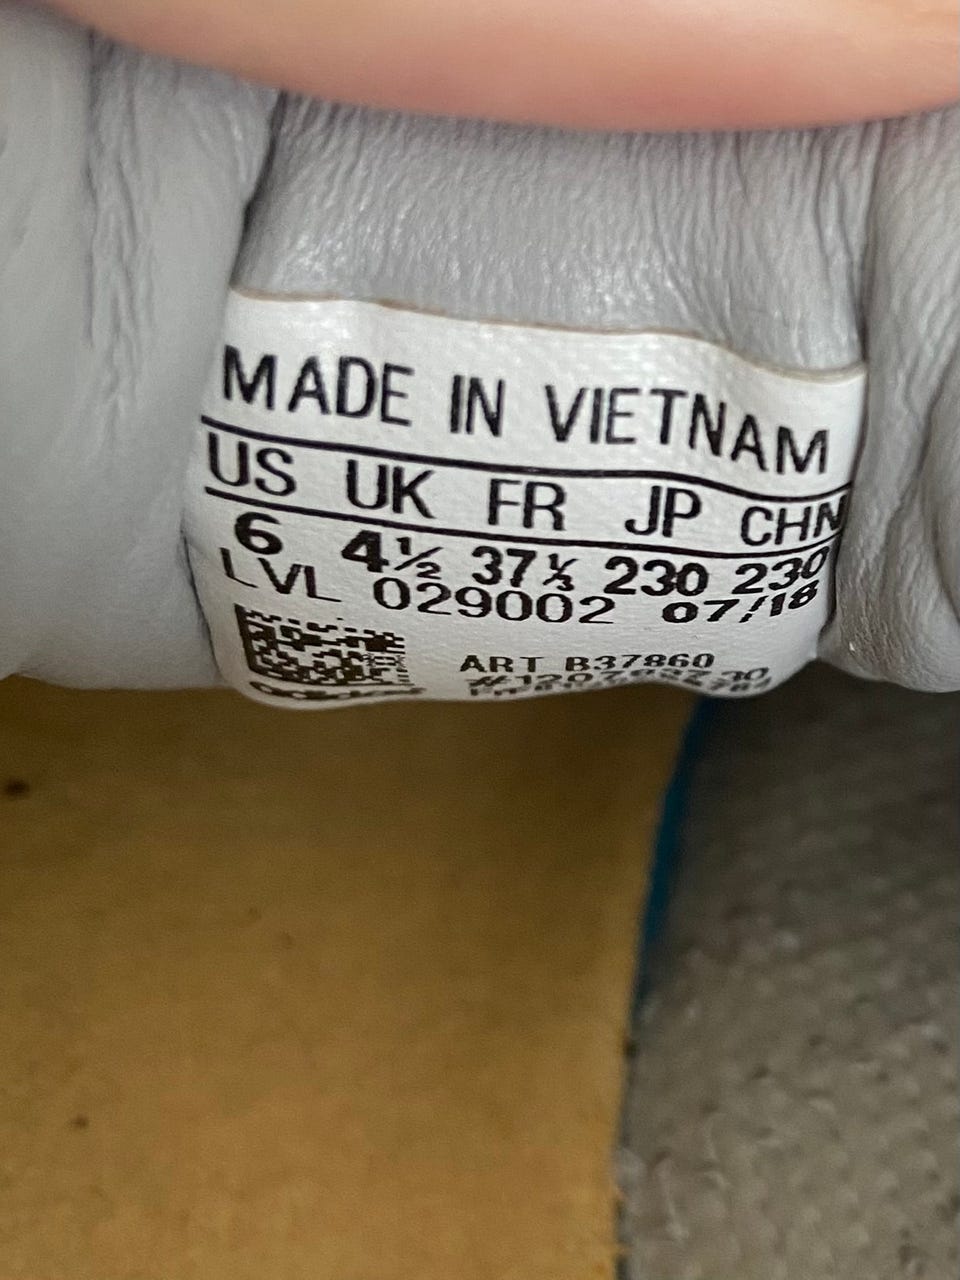 MADE IN VIETNAM
US UK FR JP CHN
6 4½ 37⅓ 230 230
LVL 029002 07/18
ART B37860